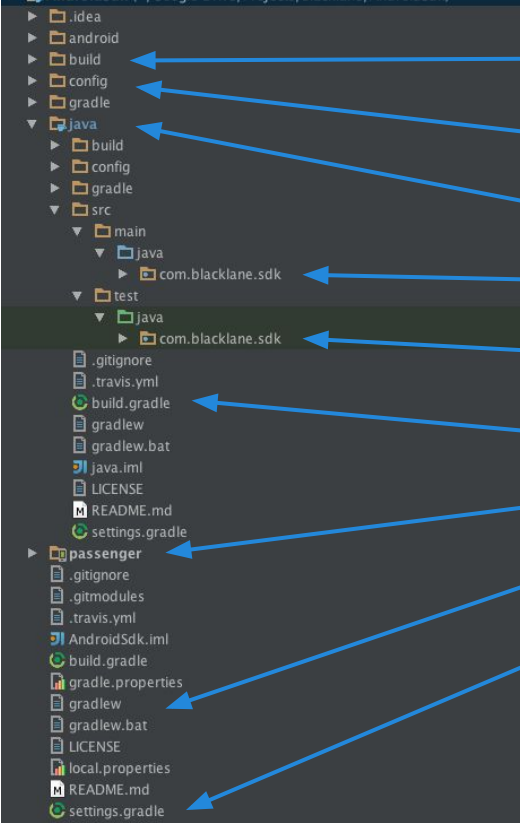 .idea
android
build
config
gradle
java
build
config
gradle
src
main
java
com.blacklane.sdk
test
java
com.blacklane.sdk
.gitignore
.travis.yml
build.gradle
gradlew
gradlew.bat
java.iml
LICENSE
README.md
settings.gradle
passenger
.gitignore
.gitmodules
.travis.yml
AndroidSdk.iml
build.gradle
gradle.properties
gradlew
gradlew.bat
LICENSE
local.properties
README.md
settings.gradle